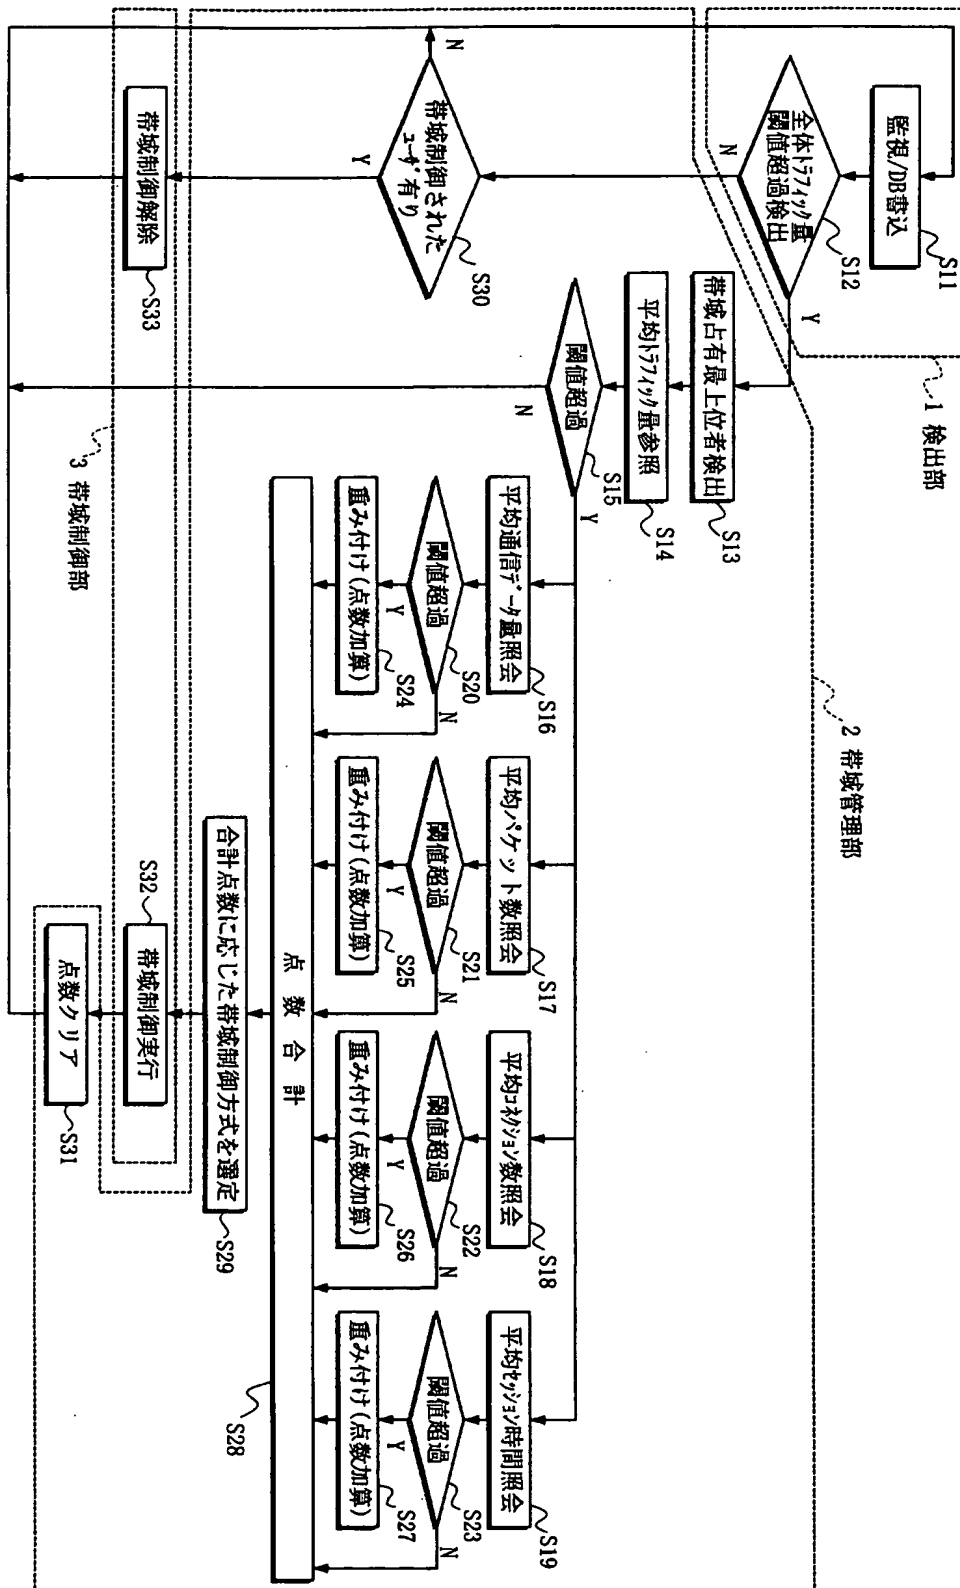 監視/DB書込
S11
全体トラフィック量
閾値超過検出
S12
Y
N
1 検出部
帯域占有最上位者検出
S13
平均トラフィック量参照
S14
閾値超過
S15
Y
N
2 帯域管理部
平均通信データ量照会
S16
平均パケット数照会
S17
平均コネクション数照会
S18
平均セッション時間照会
S19
閾値超過
S20
Y
N
閾値超過
S21
Y
N
閾値超過
S22
Y
N
閾値超過
S23
Y
N
重み付け(点数加算)
S24
重み付け(点数加算)
S25
重み付け(点数加算)
S26
重み付け(点数加算)
S27
点数合計
S28
合計点数に応じた帯域制御方式を選定
S29
帯域制御された
ユーザ有り
S30
N
Y
帯域制御解除
S33
3 帯域制御部
帯域制御実行
S32
点数クリア
S31